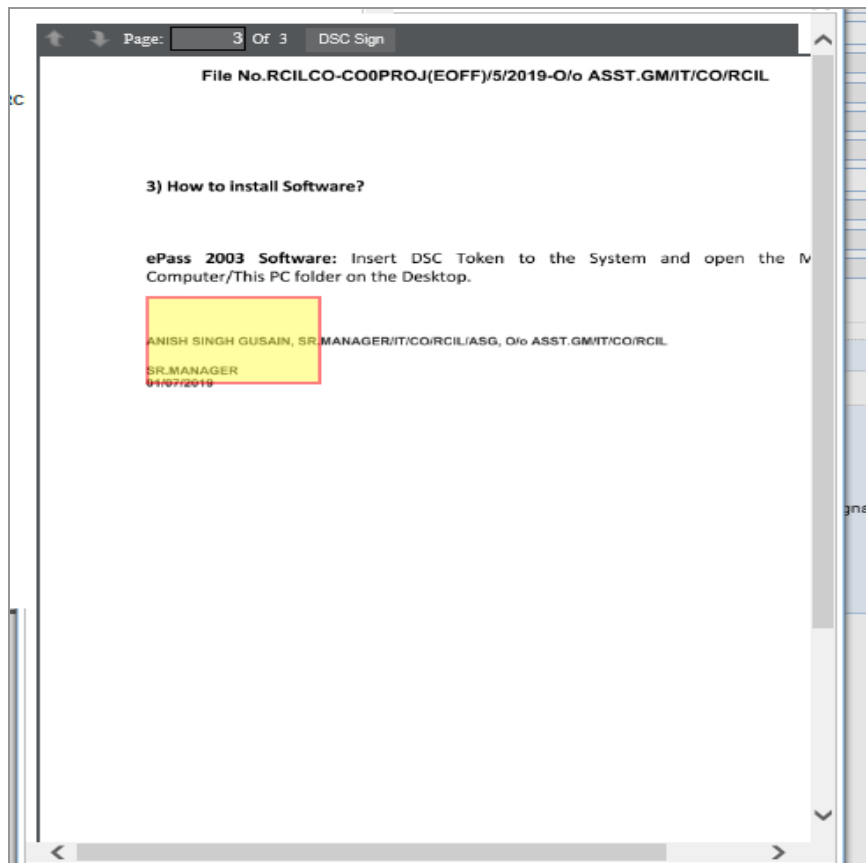 Page: 3 Of 3 DSC Sign
File No.RCILCO-CO0PROJ(EOFF)/5/2019-O/o ASST.GM/IT/CO/RCIL
3) How to install Software?
ePass 2003 Software: Insert DSC Token to the System and open the M
Computer/This PC folder on the Desktop.
ANISH SINGH GUSAIN, SR.MANAGER/IT/CO/RCIL/ASG, O/o ASST.GM/IT/CO/RCIL
SR.MANAGER
01/07/2019